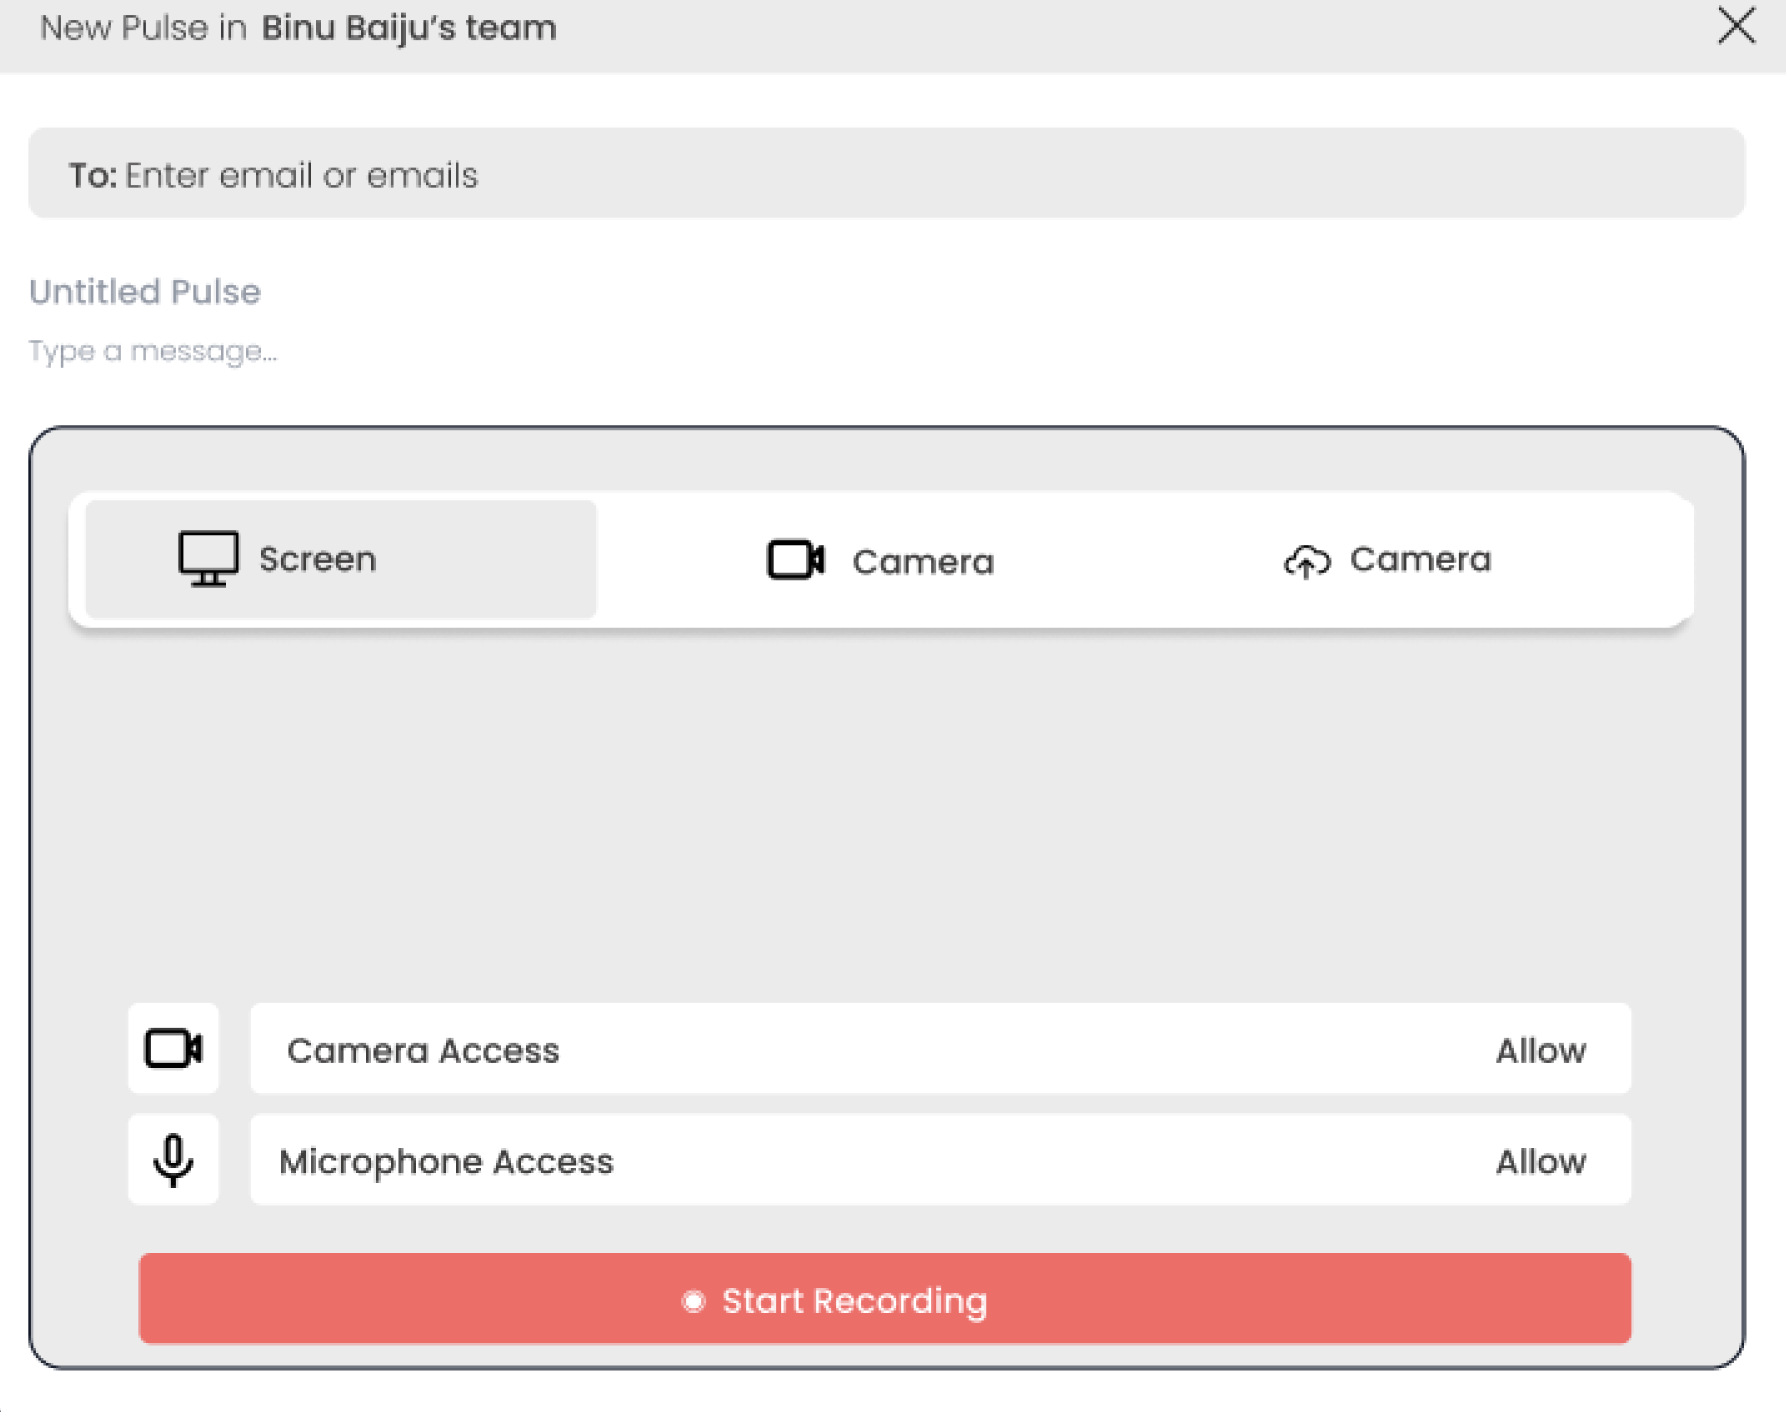 New Pulse in Binu Baiju’s team
To: Enter email or emails
Untitled Pulse
Type a message...
Screen Camera Camera
Camera Access Allow
Microphone Access Allow
Start Recording